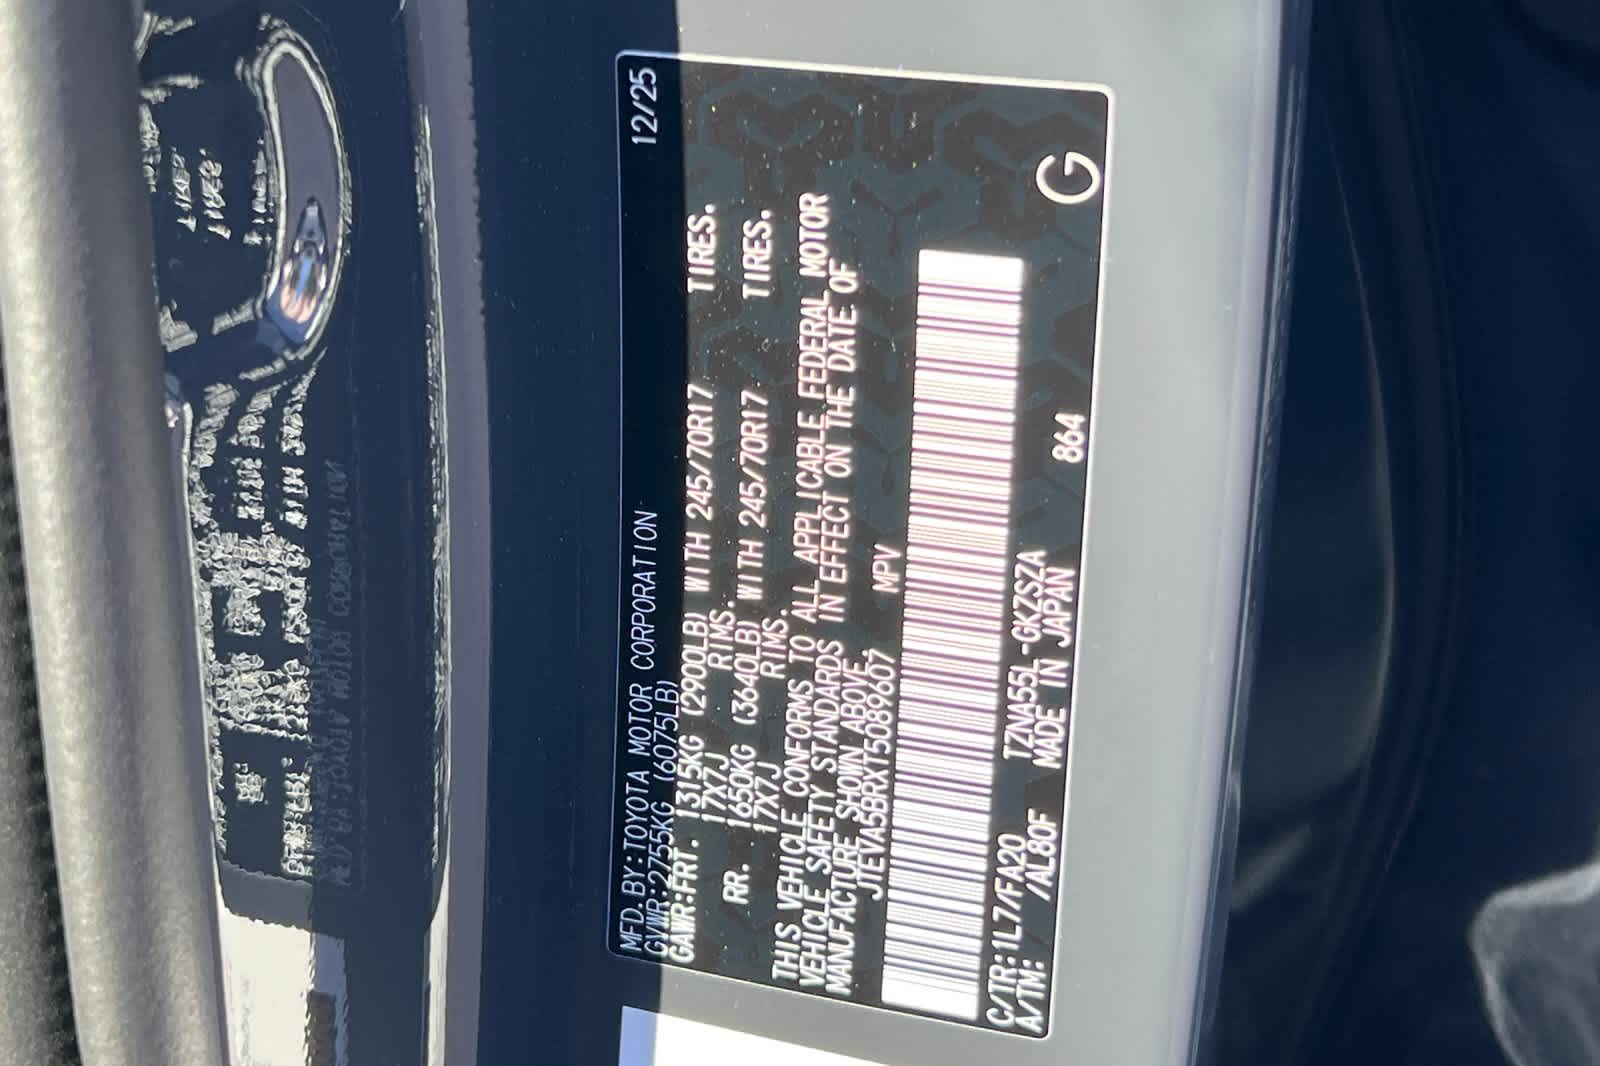 MFD. BY:TOYOTA MOTOR CORPORATION 12/25
GVWR:2755KG (6075LB)
GAWR:FRT. 1315KG (2900LB) WITH 245/70R17 TIRES.
17X7J RIMS.
RR. 1650KG (3640LB) WITH 245/70R17 TIRES.
17X7J RIMS.
THIS VEHICLE CONFORMS TO ALL APPLICABLE FEDERAL MOTOR
VEHICLE SAFETY STANDARDS IN EFFECT ON THE DATE OF
MANUFACTURE SHOWN ABOVE.
JTEVA5BRXT5089607 MPV
C/TR:1L7/FA20 TZNA55L-GKZSZA
A/TM: /AL80F MADE IN JAPAN 864 G